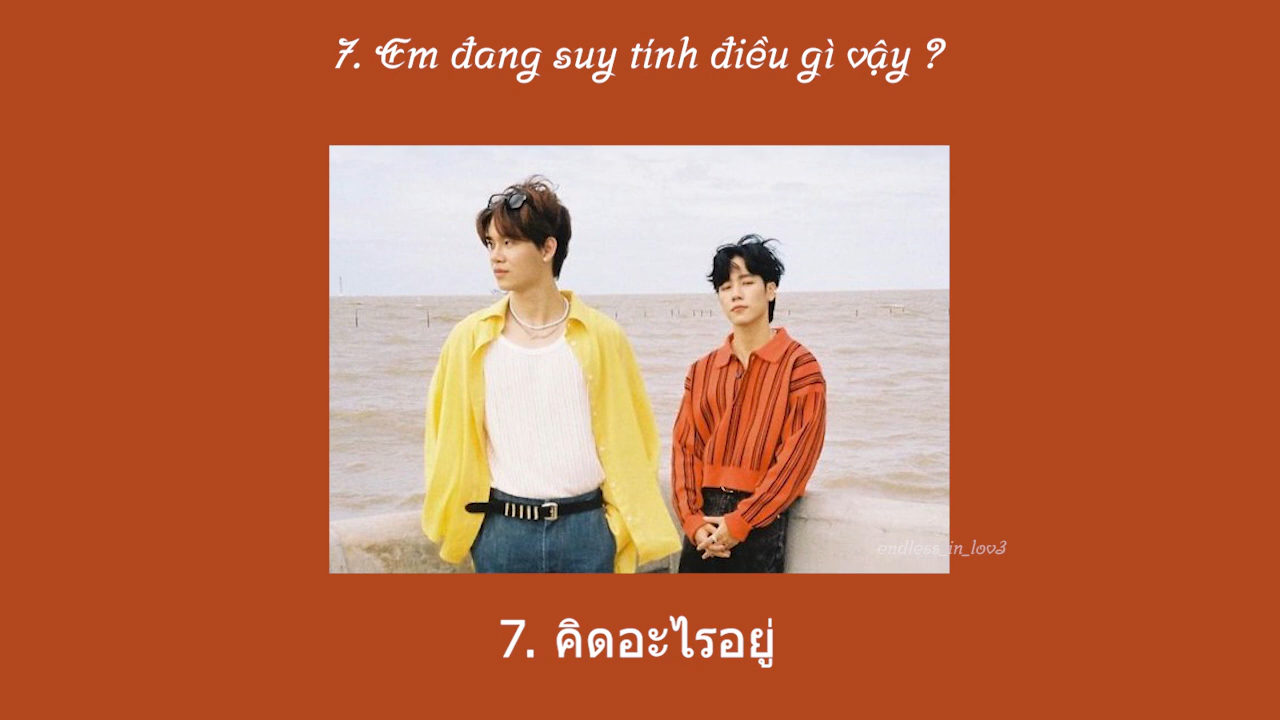 7. Em đang suy tính điều gì vậy ?
endless_in_lov3
7. คิดอะไรอยู่